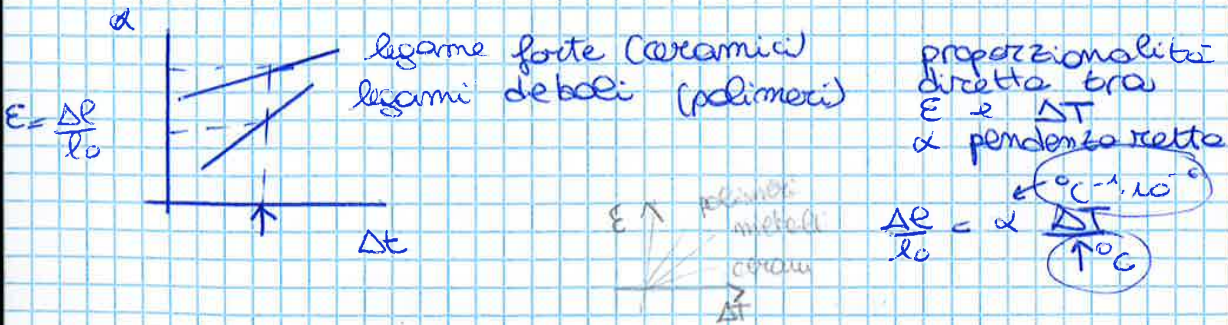 α
legame forte (ceramici)
legami deboli (polimeri)
ε = Δl/l₀
Δt
proporzionalità
diretta tra
ε e ΔT
α pendenza retta
°C⁻¹·10⁻⁶
Δl/l₀ = α ΔT
↑°C
ε
polimeri
metalli
ceram
ΔT